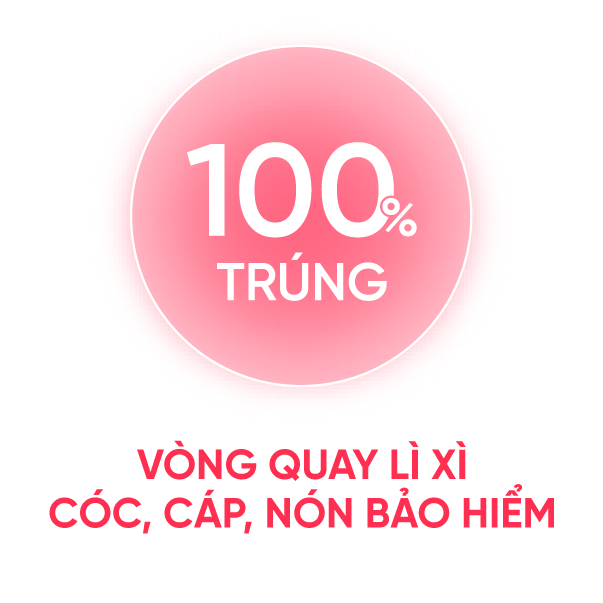 100%
TRÚNG
VÒNG QUAY LÌ XÌ
CÓC, CÁP, NÓN BẢO HIỂM